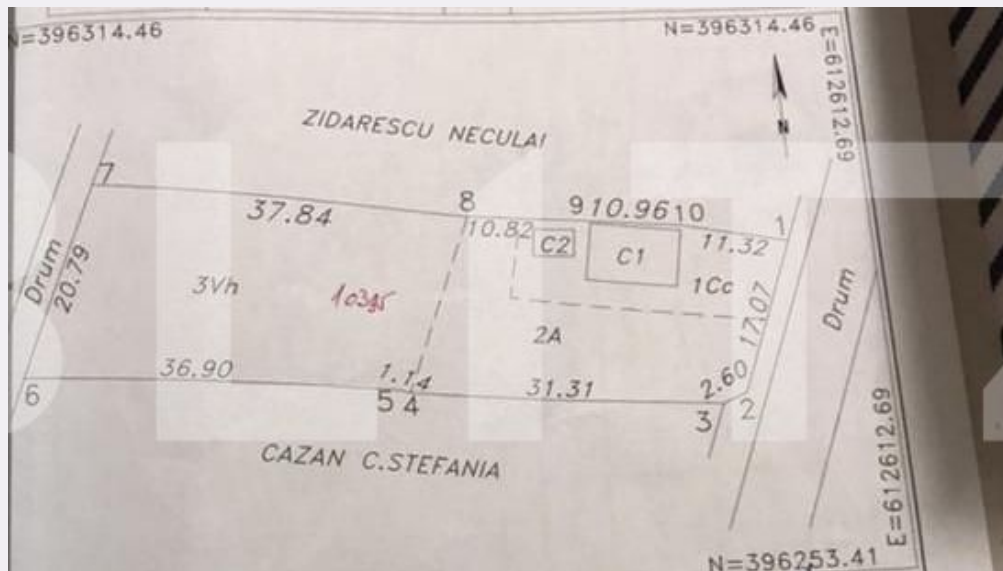 N=396314.46
N=396314.46
E=612612.69
ZIDARESCU NECULAI
N
7
37.84
8
9
10.96
10
1
10.82
C2
C1
11.32
Drum
20.79
3Vh
10395
1Cc
17.07
Drum
2A
36.90
1.14
31.31
2.60
6
5
4
3
2
CAZAN C.STEFANIA
E=612612.69
N=396253.41